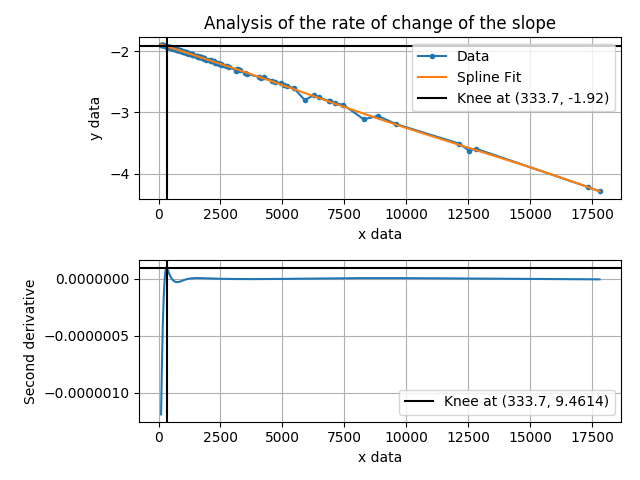 Analysis of the rate of change of the slope
Data
Spline Fit
Knee at (333.7, -1.92)
−2
−3
−4
y data
0 2500 5000 7500 10000 12500 15000 17500
x data
0.0000000
−0.0000005
−0.0000010
Second derivative
Knee at (333.7, 9.4614)
0 2500 5000 7500 10000 12500 15000 17500
x data